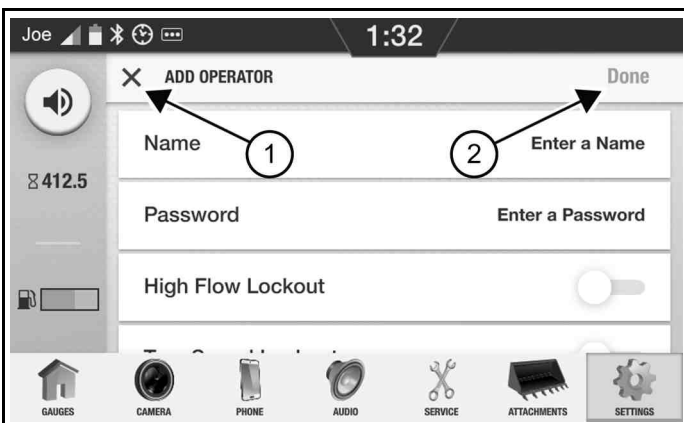 Joe 1:32
ADD OPERATOR Done
1 2
Name Enter a Name
412.5
Password Enter a Password
High Flow Lockout
GAUGES CAMERA PHONE AUDIO SERVICE ATTACHMENTS SETTINGS